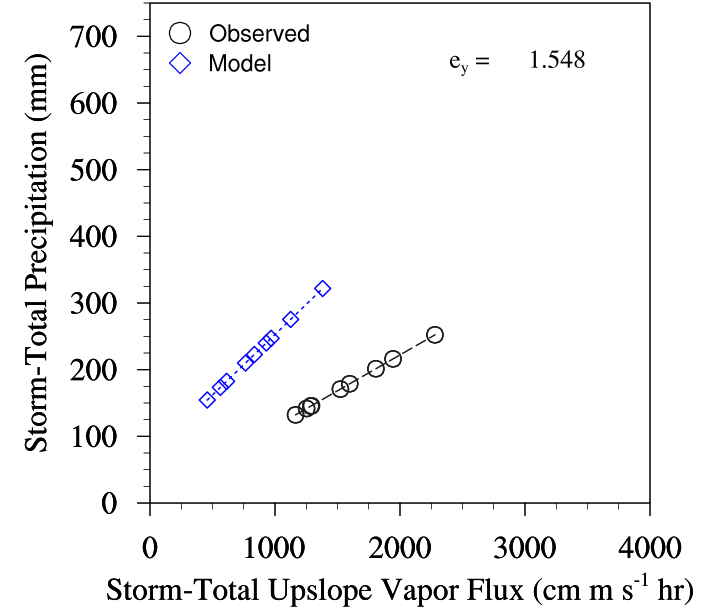 Observed
Model
e_y = 1.548
700
600
500
400
300
200
100
0
0 1000 2000 3000 4000
Storm-Total Precipitation (mm)
Storm-Total Upslope Vapor Flux (cm m s⁻¹ hr)